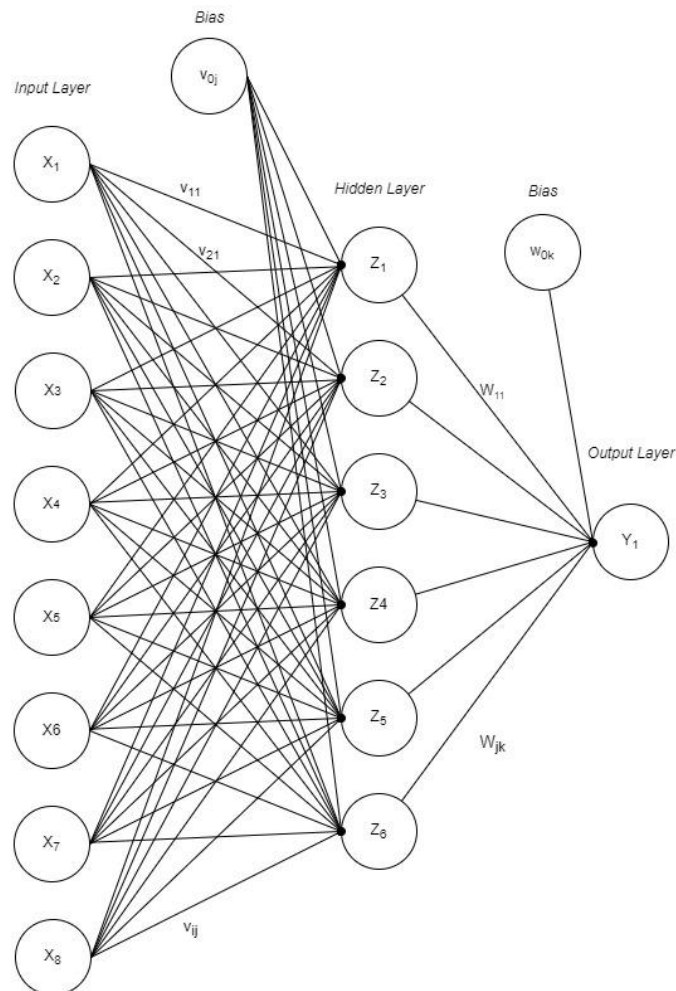 Bias
v0j
Input Layer
X1
v11
Hidden Layer
Bias
v21
X2
Z1
w0k
X3
Z2
W11
Output Layer
X4
Z3
Y1
X5
Z4
X6
Z5
Wjk
X7
Z6
vij
X8